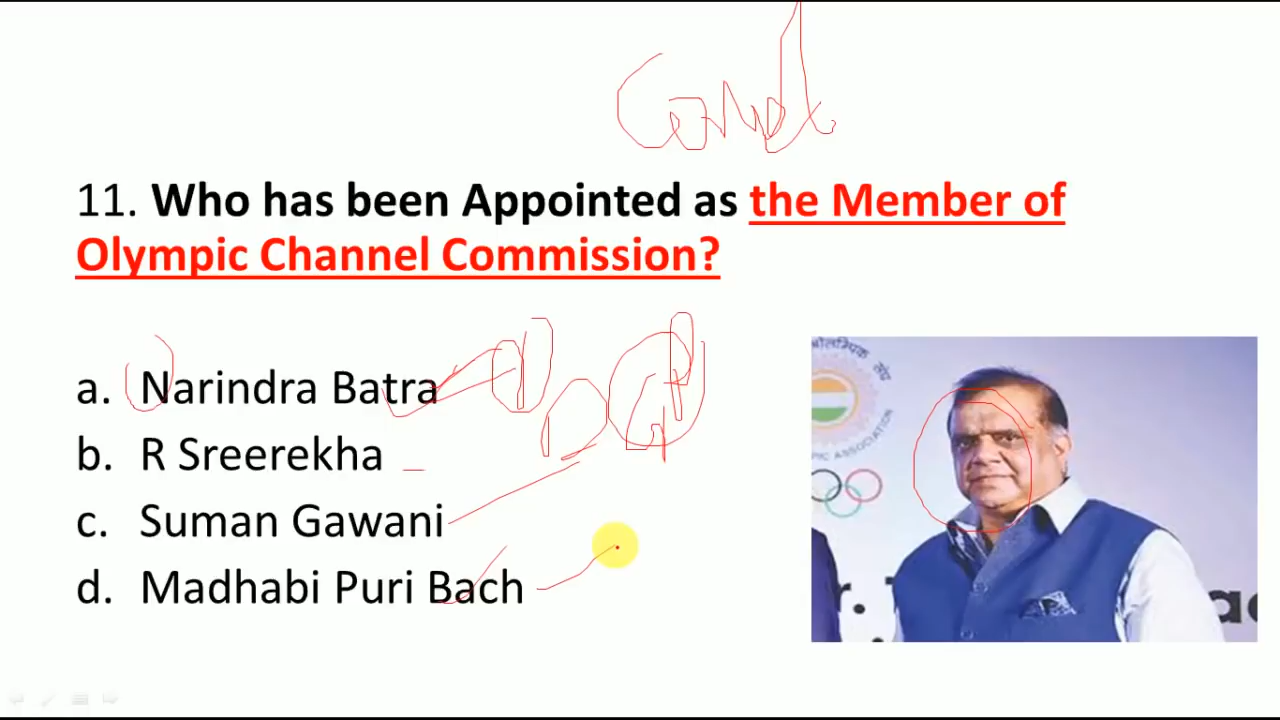 11. Who has been Appointed as the Member of
Olympic Channel Commission?
a. Narindra Batra
b. R Sreerekha
c. Suman Gawani
d. Madhabi Puri Bach